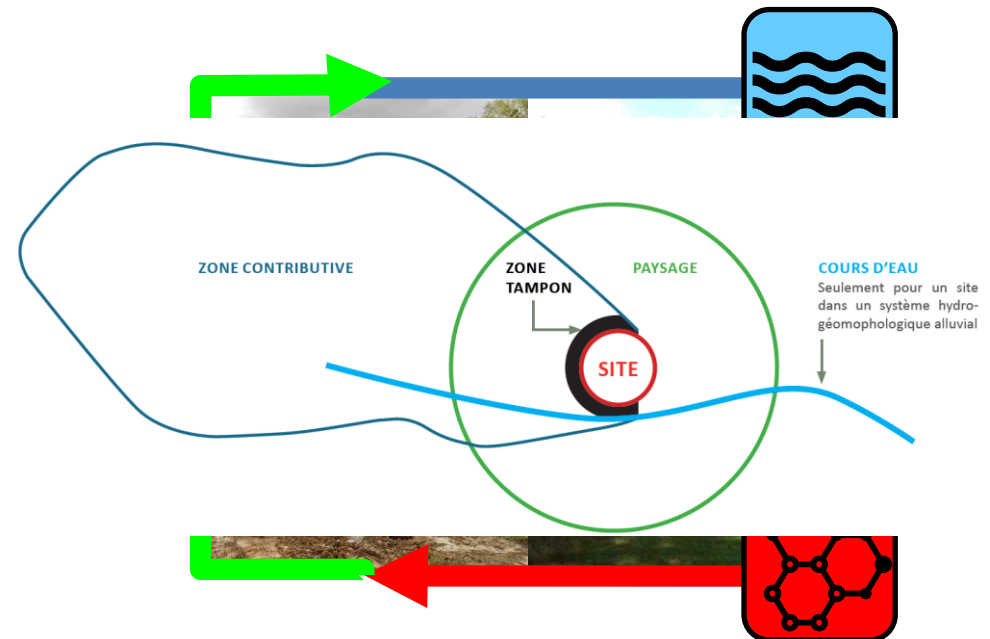 ZONE CONTRIBUTIVE
ZONE
TAMPON
PAYSAGE
COURS D’EAU
Seulement pour un site
dans un système hydro-
géomophologique alluvial
SITE